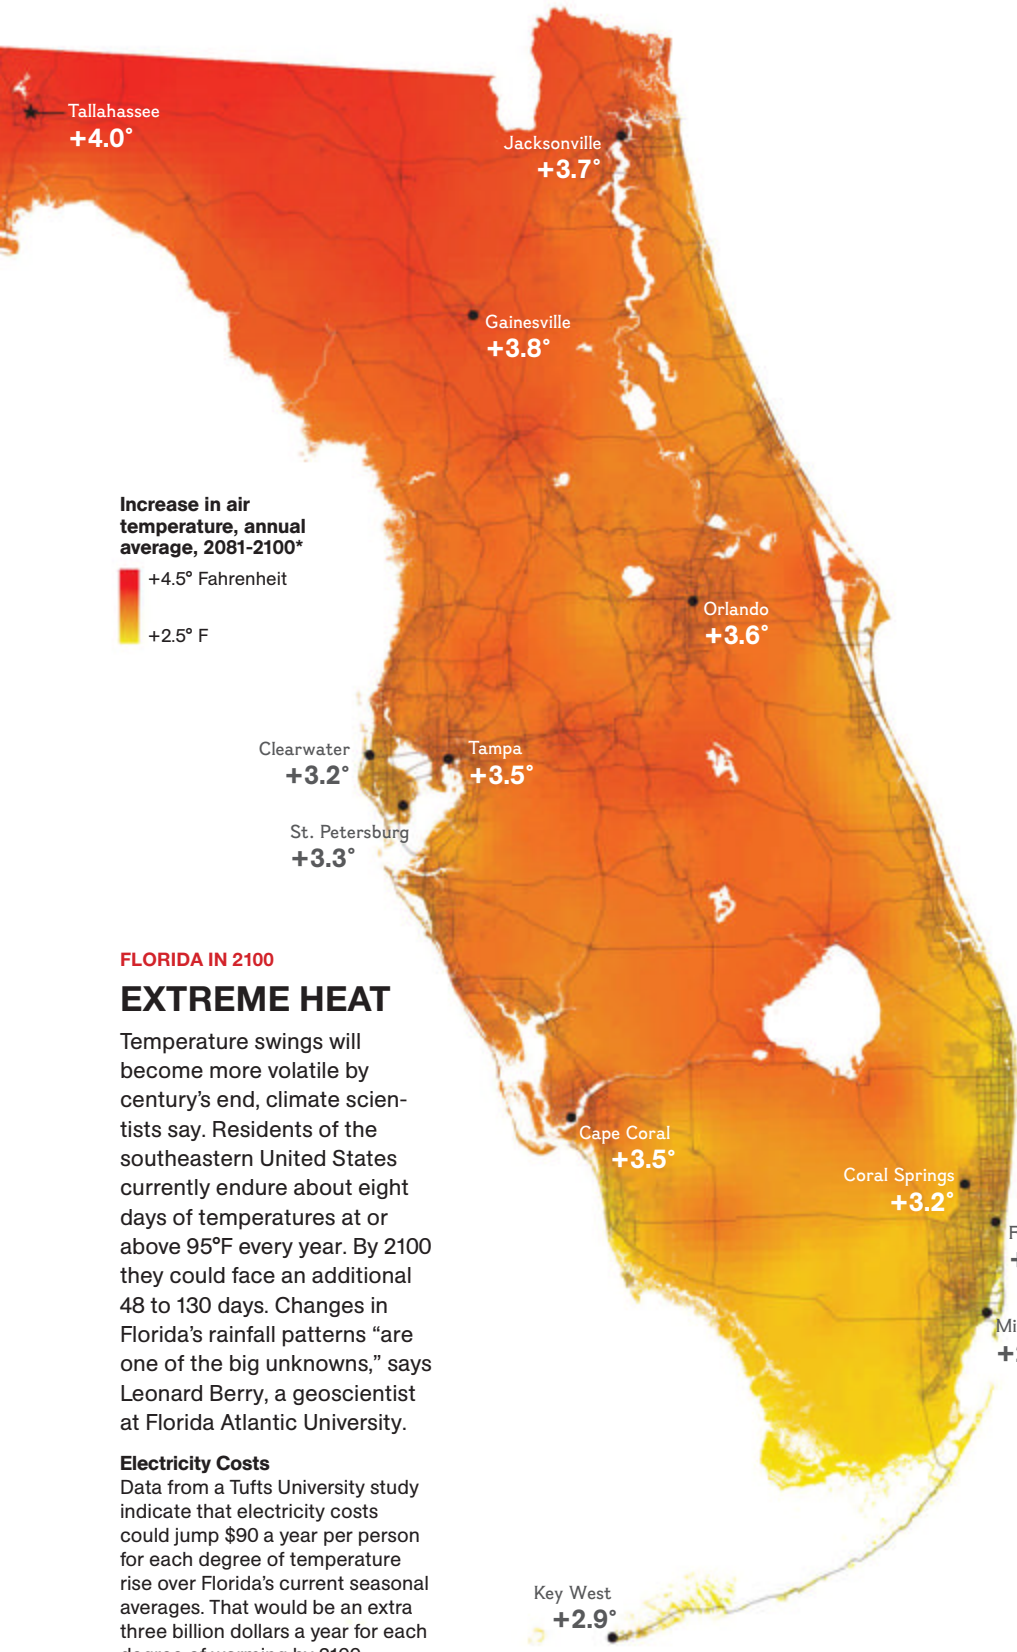 Tallahassee
+4.0°
Jacksonville
+3.7°
Gainesville
+3.8°
Increase in air
temperature, annual
average, 2081-2100*
+4.5° Fahrenheit
+2.5° F
Orlando
+3.6°
Clearwater
+3.2°
Tampa
+3.5°
St. Petersburg
+3.3°
FLORIDA IN 2100
EXTREME HEAT
Temperature swings will
become more volatile by
century’s end, climate scien-
tists say. Residents of the
southeastern United States
currently endure about eight
days of temperatures at or
above 95°F every year. By 2100
they could face an additional
48 to 130 days. Changes in
Florida’s rainfall patterns “are
one of the big unknowns,” says
Leonard Berry, a geoscientist
at Florida Atlantic University.
Electricity Costs
Data from a Tufts University study
indicate that electricity costs
could jump $90 a year per person
for each degree of temperature
rise over Florida’s current seasonal
averages. That would be an extra
three billion dollars a year for each
degree of warming by 2100.
Cape Coral
+3.5°
Coral Springs
+3.2°
F
Mi
+
Key West
+2.9°